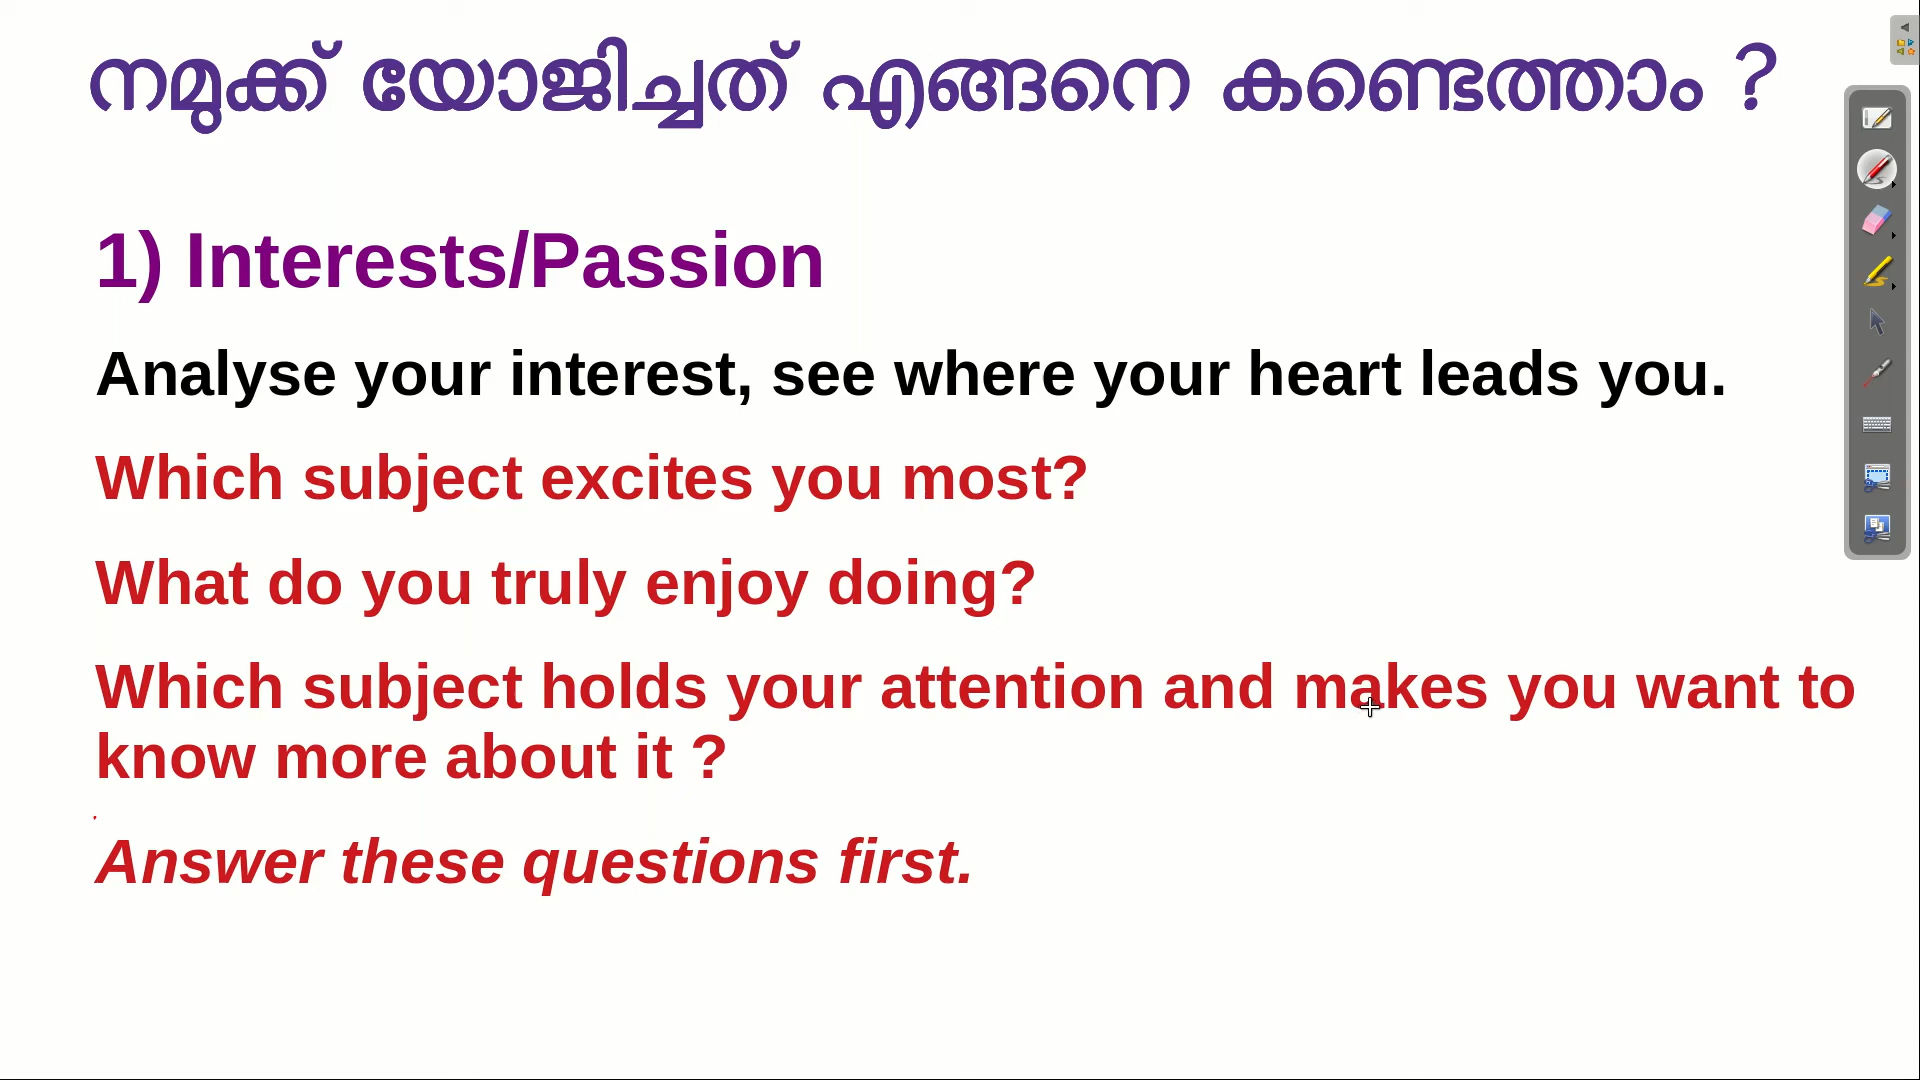 നമുക്ക് യോജിച്ചത് എങ്ങനെ കണ്ടെത്താം ?
1) Interests/Passion
Analyse your interest, see where your heart leads you.
Which subject excites you most?
What do you truly enjoy doing?
Which subject holds your attention and makes you want to
know more about it ?
Answer these questions first.